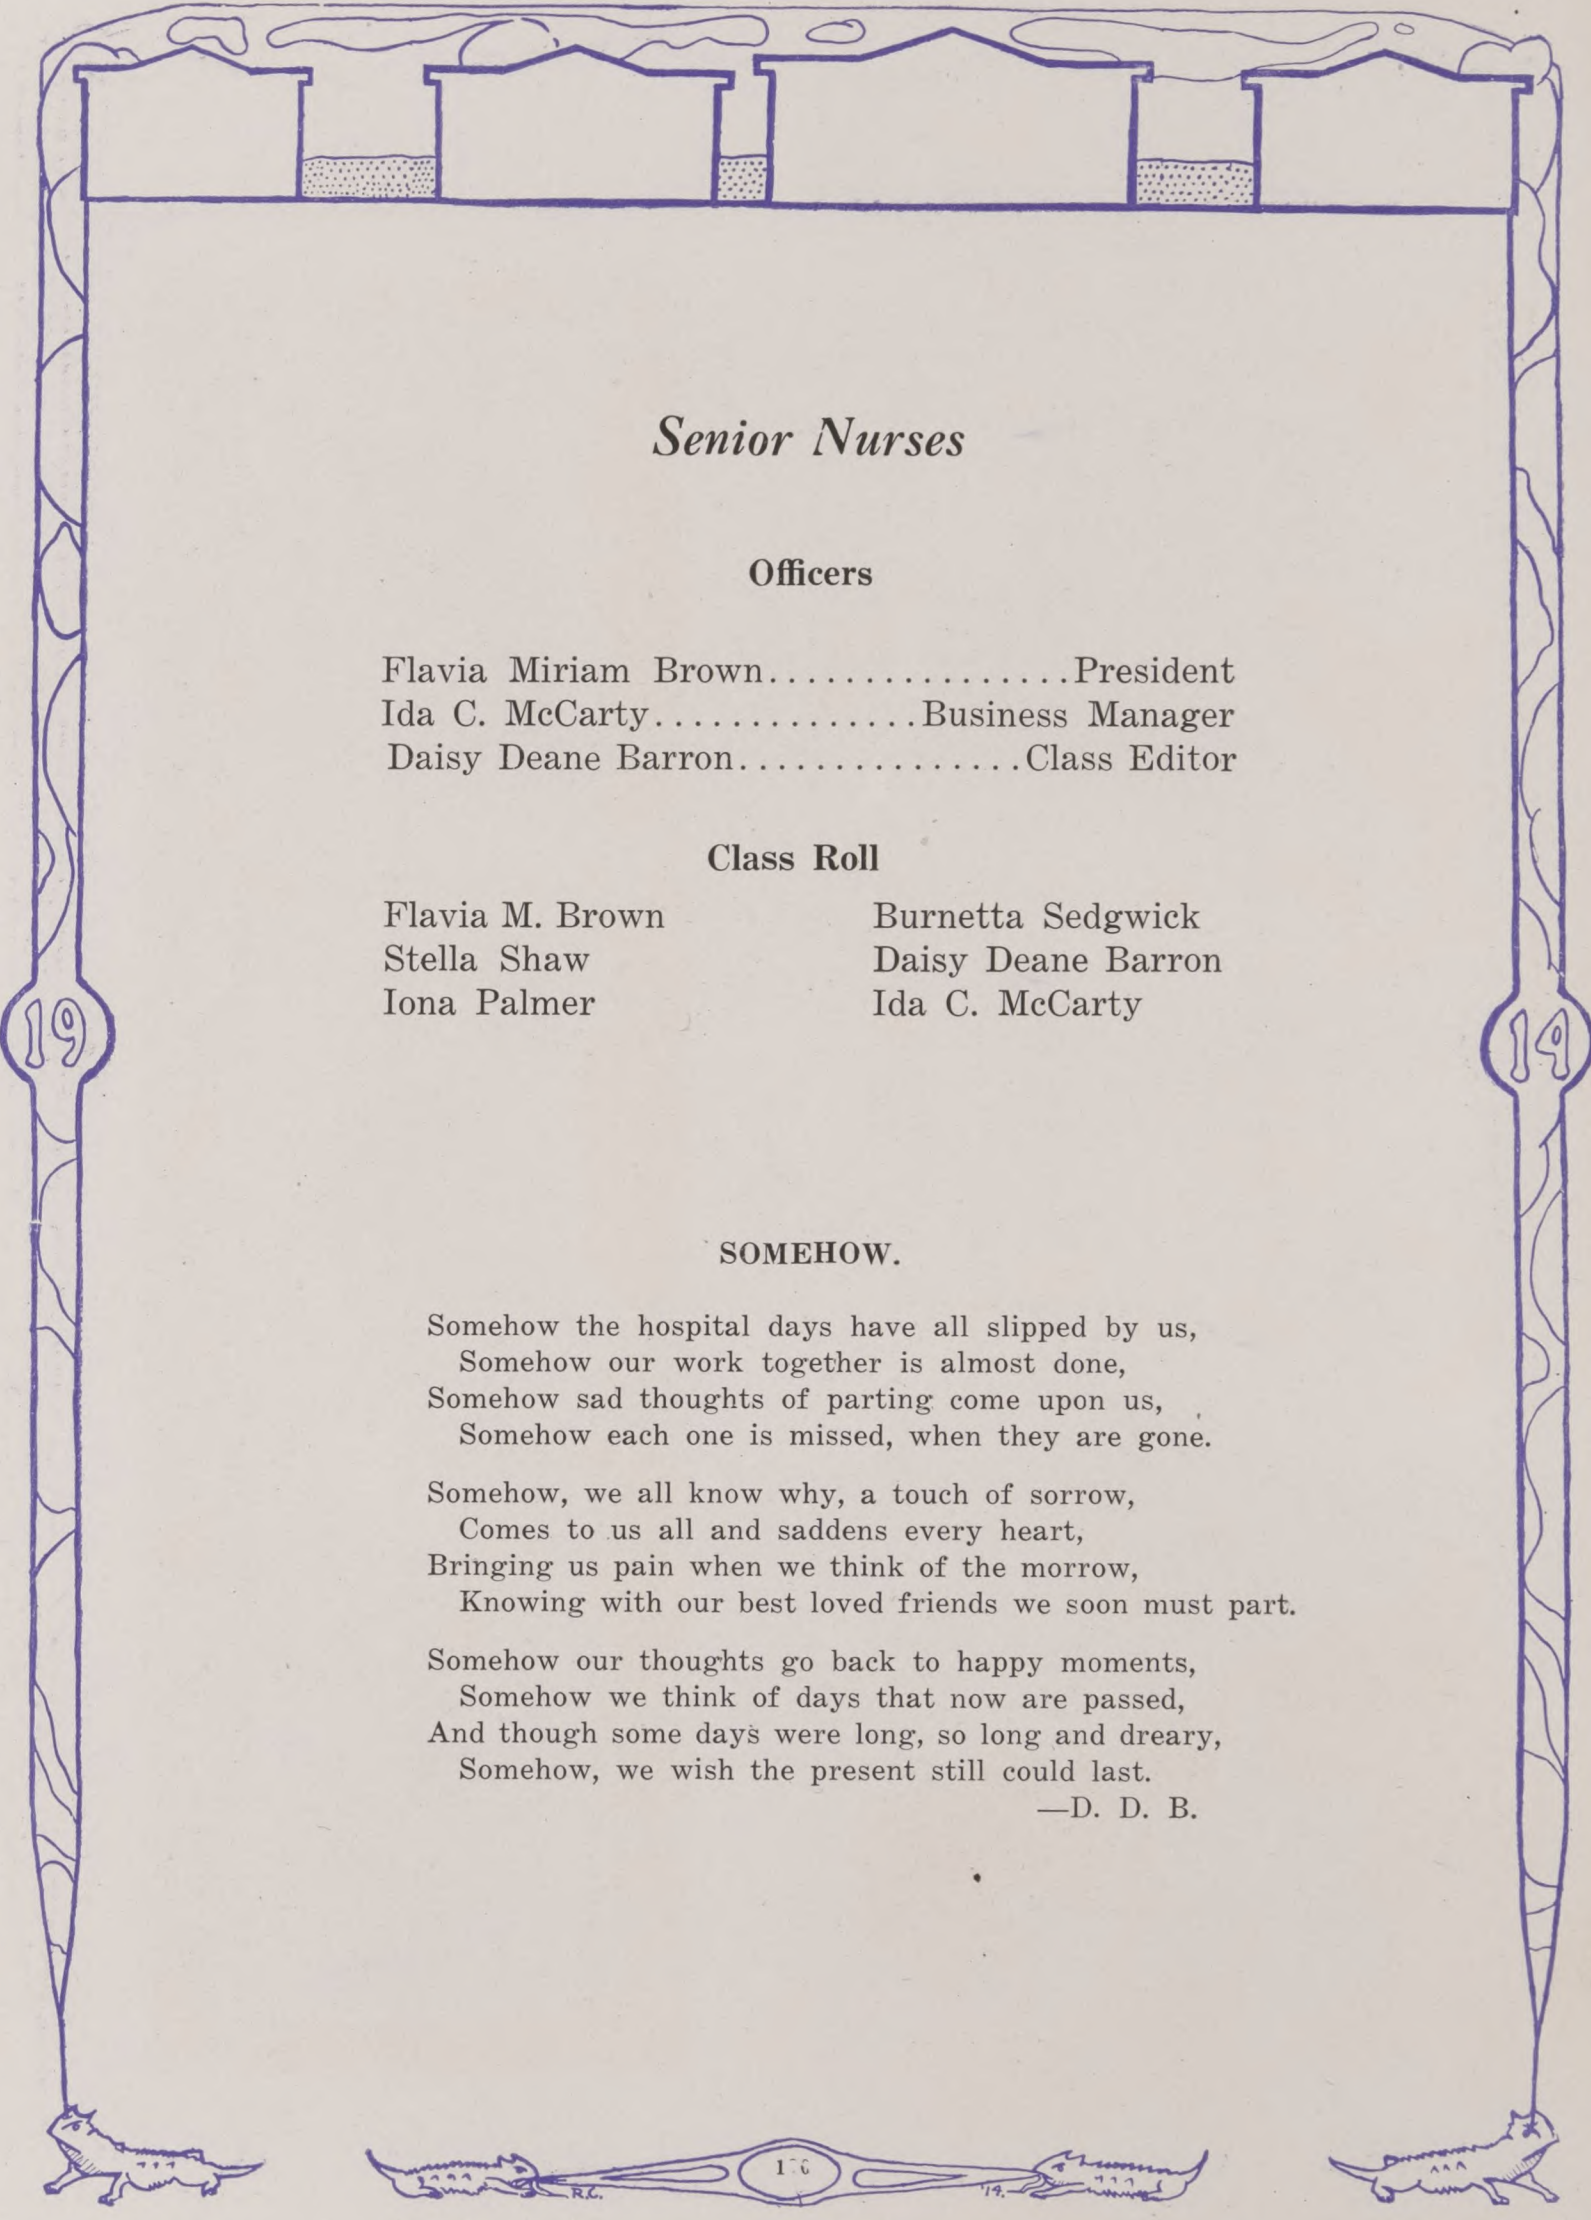 Senior Nurses
Officers
Flavia Miriam Brown................President
Ida C. McCarty..............Business Manager
Daisy Deane Barron...............Class Editor
Class Roll
Flavia M. Brown Burnetta Sedgwick
Stella Shaw Daisy Deane Barron
Iona Palmer Ida C. McCarty
19 14
SOMEHOW.
Somehow the hospital days have all slipped by us,
Somehow our work together is almost done,
Somehow sad thoughts of parting come upon us,
Somehow each one is missed, when they are gone.
Somehow, we all know why, a touch of sorrow,
Comes to us all and saddens every heart,
Bringing us pain when we think of the morrow,
Knowing with our best loved friends we soon must part.
Somehow our thoughts go back to happy moments,
Somehow we think of days that now are passed,
And though some days were long, so long and dreary,
Somehow, we wish the present still could last.
—D. D. B.
R.C. '14.